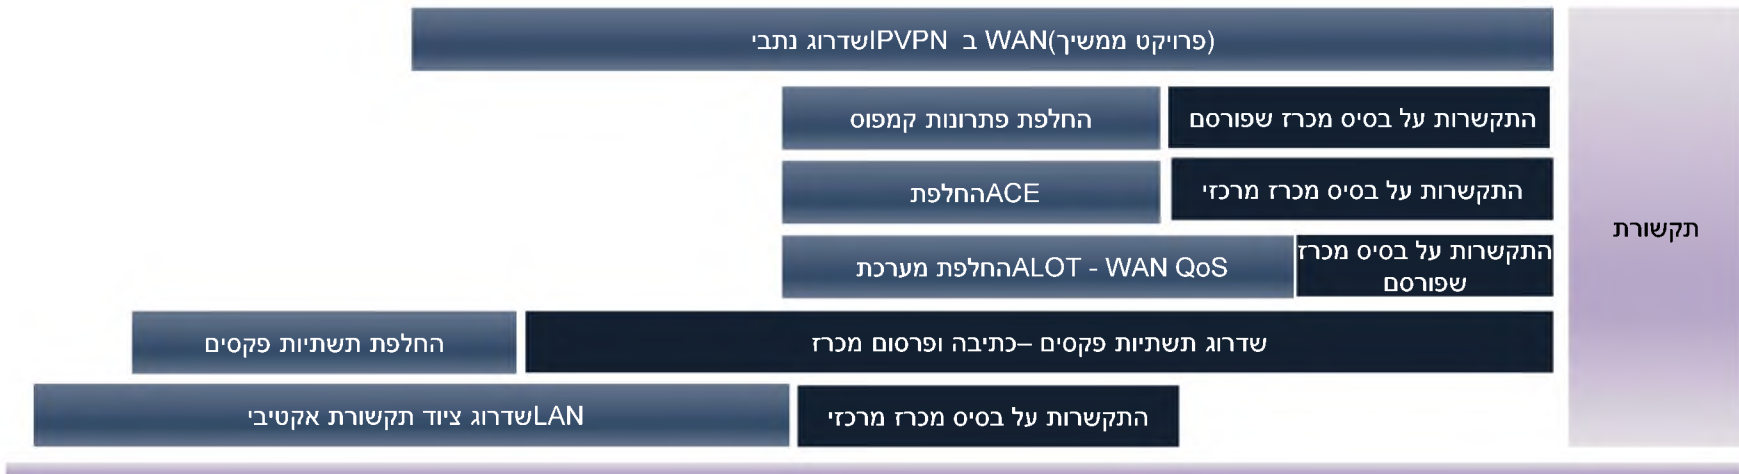 תקשורת
שדרוג נתבי IPVPN ב WAN(פרויקט ממשיך)
התקשרות על בסיס מכרז שפורסם
החלפת פתרונות קמפוס
התקשרות על בסיס מכרז מרכזי
החלפת ACE
התקשרות על בסיס מכרז
שפורסם
החלפת מערכת ALOT - WAN QoS
שדרוג תשתיות פקסים –כתיבה ופרסום מכרז
החלפת תשתיות פקסים
התקשרות על בסיס מכרז מרכזי
שדרוג ציוד תקשורת אקטיבי LAN